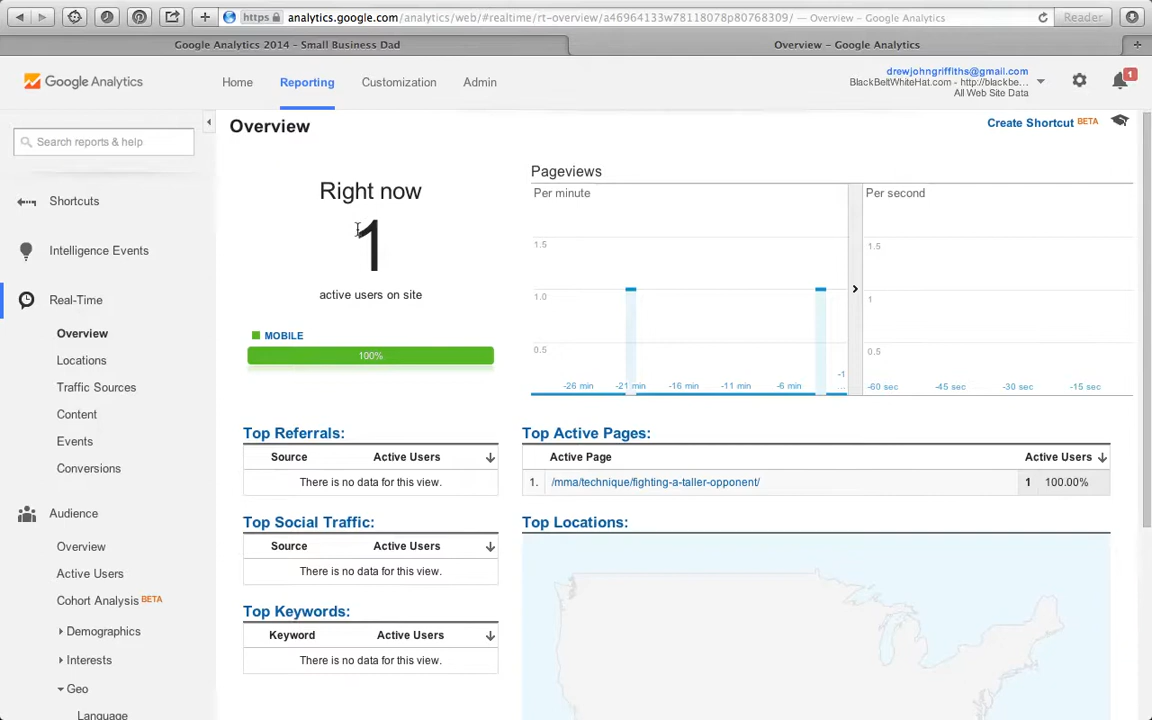 https analytics.google.com/analytics/web/#realtime/rt-overview/a46964133w78118078p80768309/ — Overview – Google Analytics
Reader
Google Analytics 2014 - Small Business Dad
Overview – Google Analytics
Google Analytics
Home
Reporting
Customization
Admin
drewjohngriffiths@gmail.com
BlackBeltWhiteHat.com - http://blackbe...
All Web Site Data
1
Search reports & help
Shortcuts
Intelligence Events
Real-Time
Overview
Locations
Traffic Sources
Content
Events
Conversions
Audience
Overview
Active Users
Cohort Analysis BETA
Demographics
Interests
Geo
Language
Overview
Create Shortcut BETA
Right now
1
active users on site
MOBILE
100%
Pageviews
Per minute
1.5
1.0
0.5
-26 min -21 min -16 min -11 min -6 min -1
...
Per second
1.5
1
0.5
-60 sec -45 sec -30 sec -15 sec
Top Referrals:
Source Active Users
There is no data for this view.
Top Social Traffic:
Source Active Users
There is no data for this view.
Top Keywords:
Keyword Active Users
There is no data for this view.
Top Active Pages:
Active Page Active Users
1. /mma/technique/fighting-a-taller-opponent/ 1 100.00%
Top Locations: